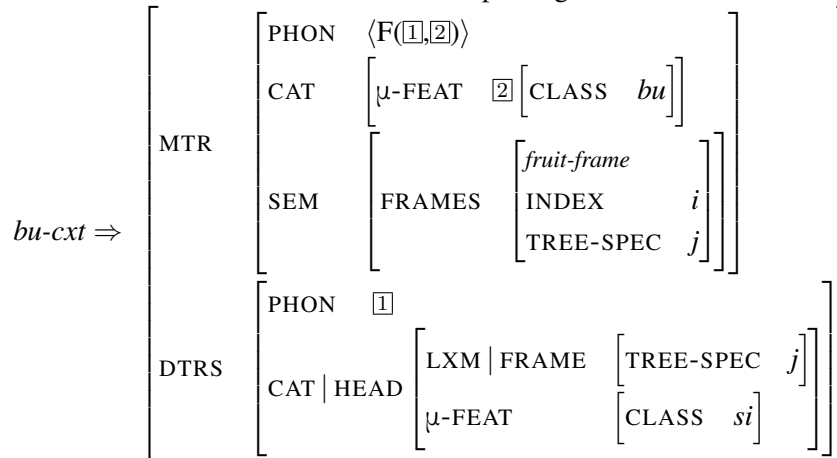 PHON ⟨F(1,2)⟩
CAT [μ-FEAT 2[CLASS bu]]
MTR
fruit-frame
SEM [FRAMES [INDEX i
TREE-SPEC j]]
bu-cxt ⇒
PHON 1
DTRS
CAT | HEAD [LXM | FRAME [TREE-SPEC j]
μ-FEAT [CLASS si]]